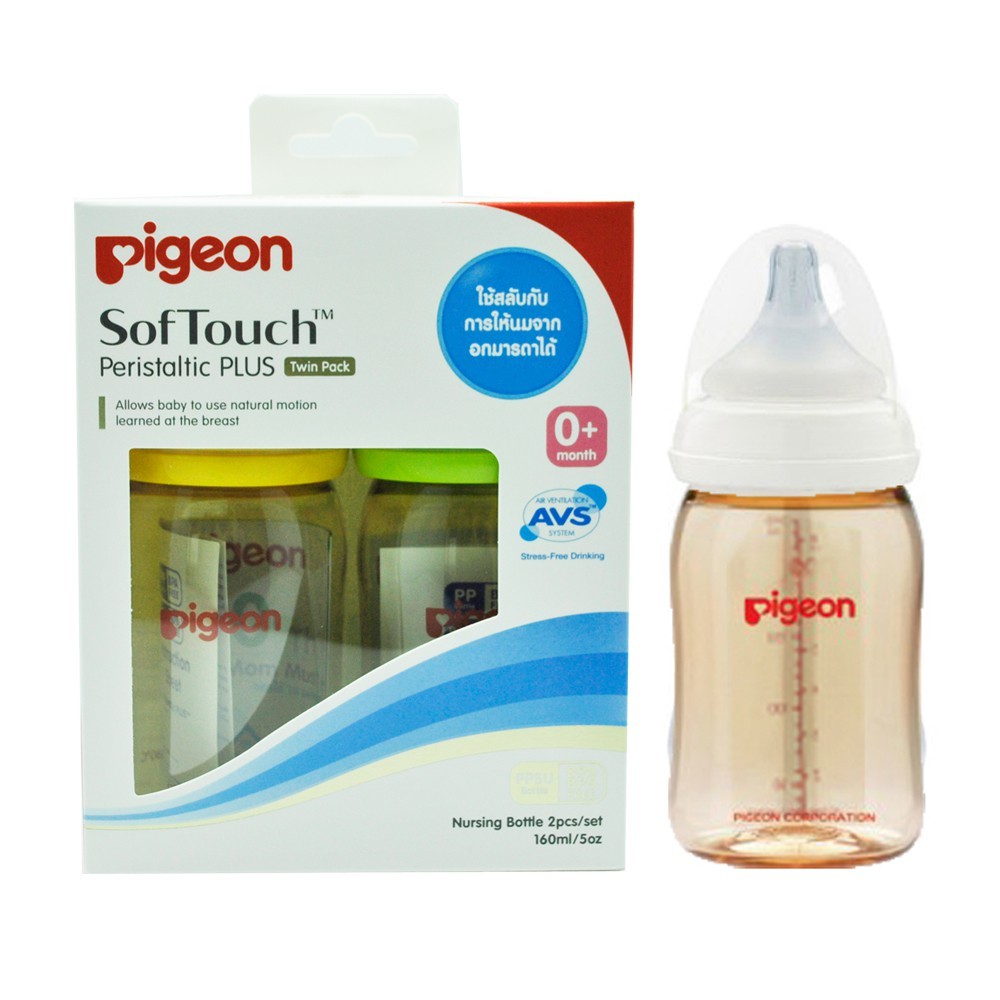 pigeon
SofTouch™
Peristaltic PLUS Twin Pack
Allows baby to use natural motion
learned at the breast
ใช้สลับกับ
การให้นมจาก
อกมารดาได้
0+
month
AIR VENTILATION
AVS™
SYSTEM
Stress-Free Drinking
pigeon
pigeon
PP
Mom
PPSU
Nursing Bottle 2pcs/set
160ml/5oz
pigeon
PIGEON CORPORATION